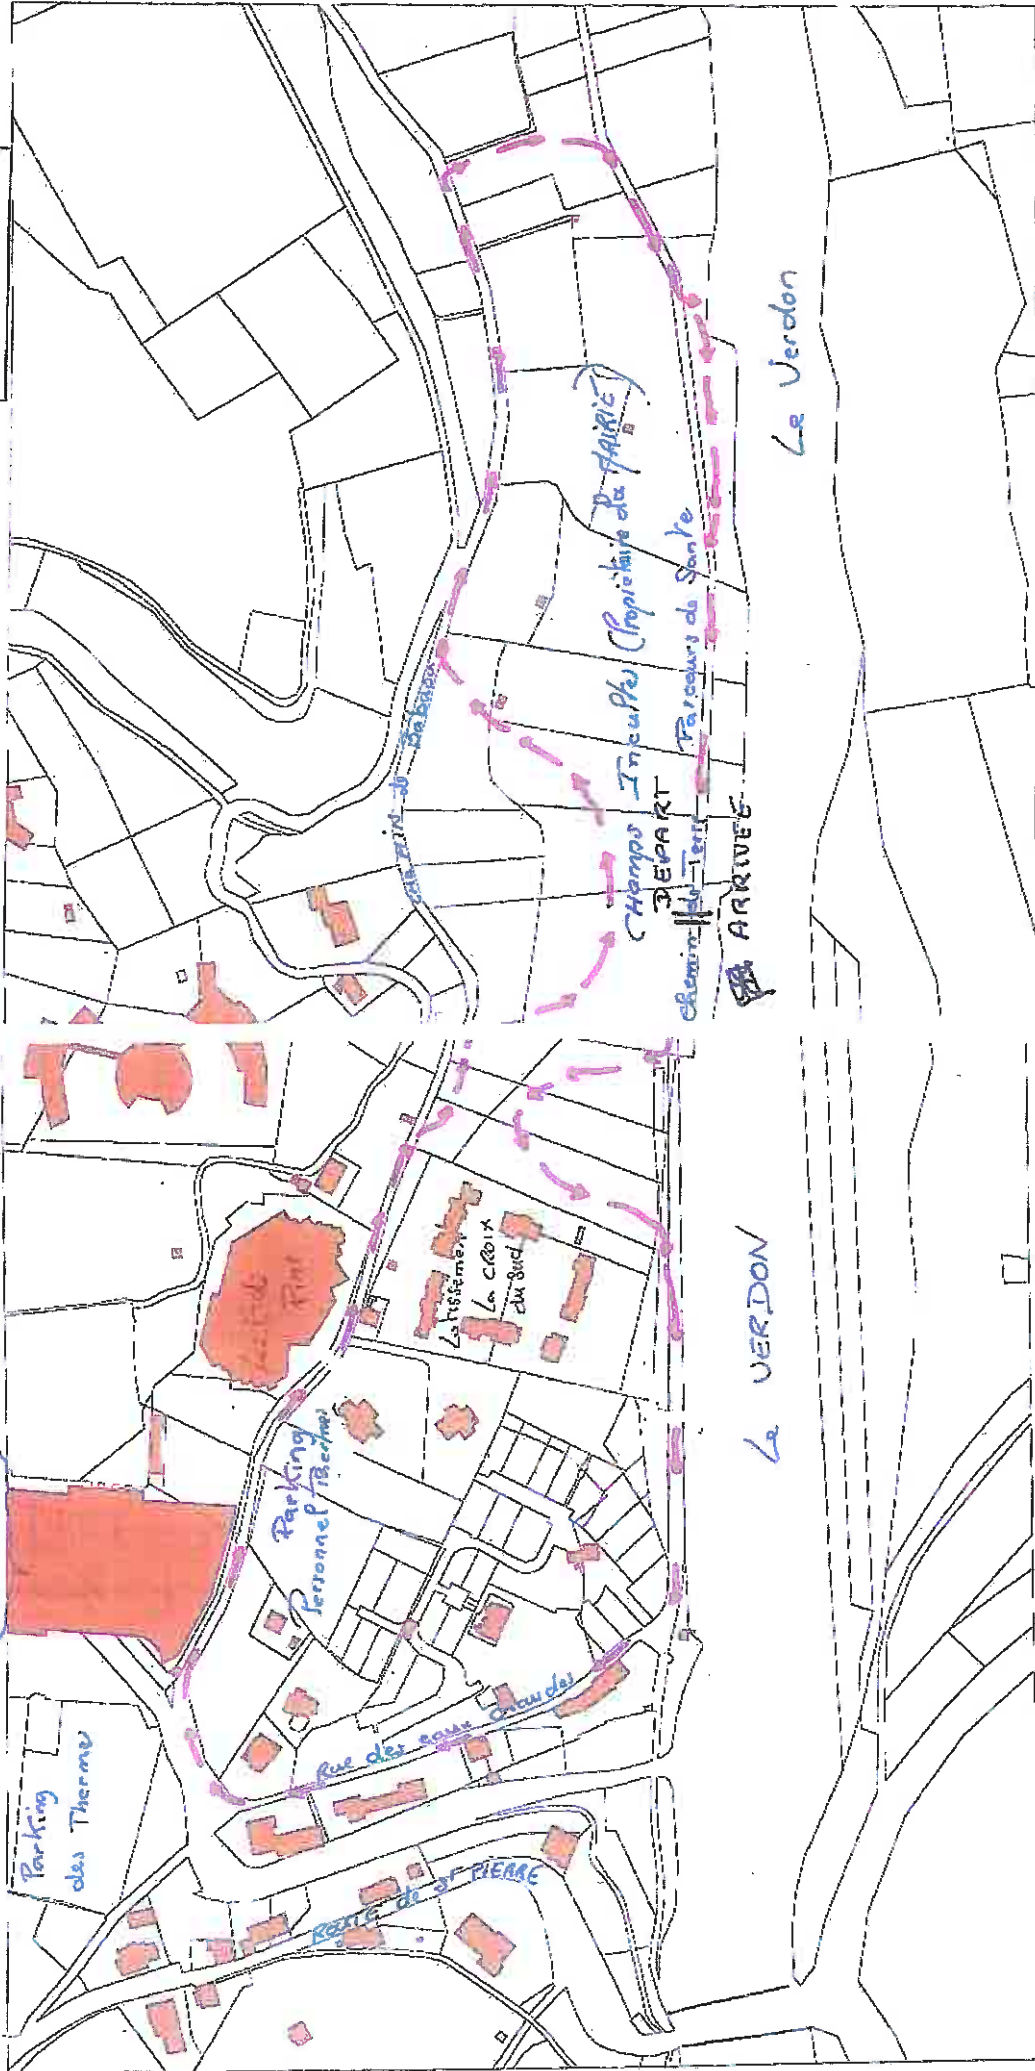 Le Verdon
CHAMPS Incultes (Propriétaire la MAIRIE)
DEPART
chemin de Terre Parcours de Sante
ARRIVEE
CHEMIN de Babaou
Le VERDON
Lotissement
La CROIX
du Sud
Parking
Personnel Thermes
Rue des eaux chaudes
Parking
des Thermes
ROUTE de St PIERRE